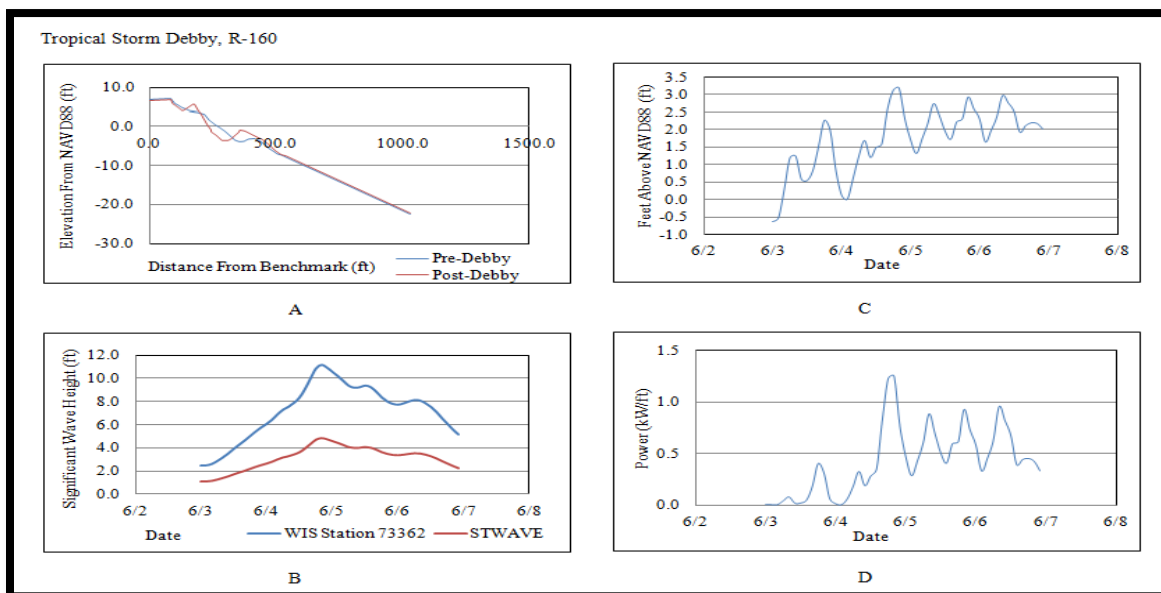 Tropical Storm Debby, R-160
Elevation From NAVD88 (ft)
10.0
0.0
-10.0
-20.0
-30.0
0.0 500.0 1000.0 1500.0
Distance From Benchmark (ft)
Pre-Debby
Post-Debby
A
Feet Above NAVD88 (ft)
3.5
3.0
2.5
2.0
1.5
1.0
0.5
0.0
-0.5
-1.0
6/2 6/3 6/4 6/5 6/6 6/7 6/8
Date
C
Significant Wave Height (ft)
12.0
10.0
8.0
6.0
4.0
2.0
0.0
6/2 6/3 6/4 6/5 6/6 6/7 6/8
Date
WIS Station 73362 STWAVE
B
Power (kW/ft)
1.5
1.0
0.5
0.0
6/2 6/3 6/4 6/5 6/6 6/7 6/8
Date
D